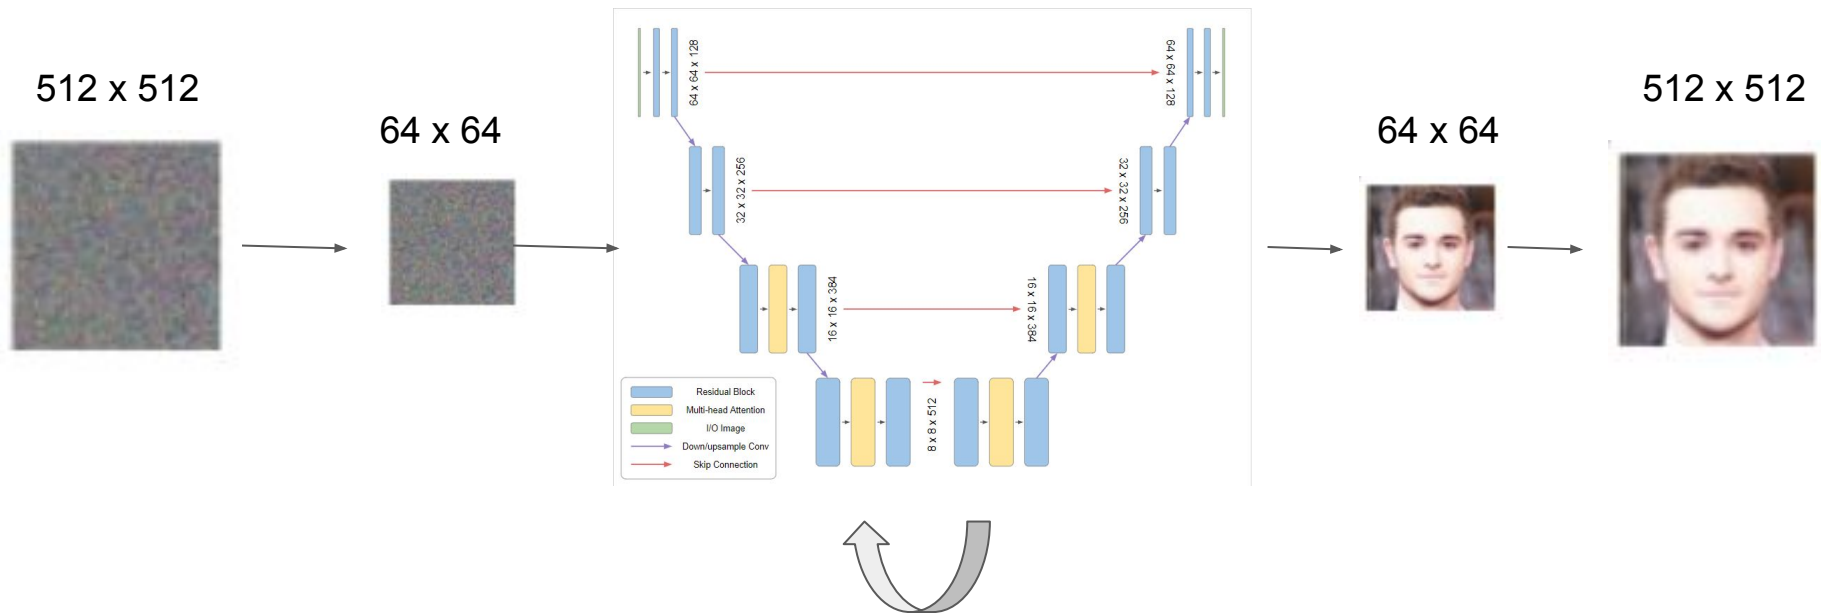 512 x 512
64 x 64
64 x 64 x 128
64 x 64 x 128
32 x 32 x 256
32 x 32 x 256
16 x 16 x 384
16 x 16 x 384
8 x 8 x 512
Residual Block
Multi-head Attention
I/O Image
Down/upsample Conv
Skip Connection
64 x 64
512 x 512